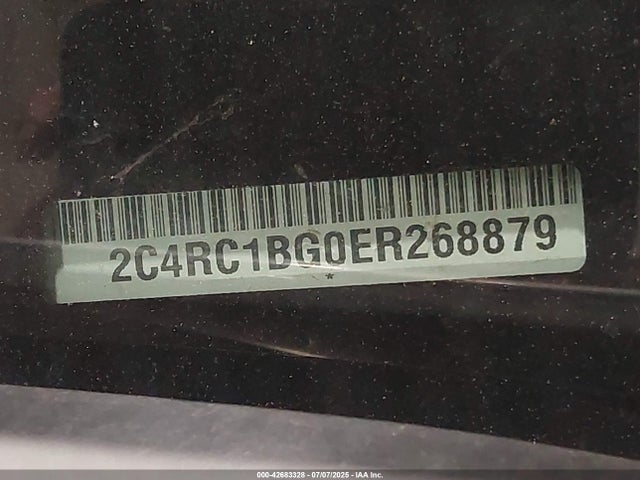 2C4RC1BG0ER268879
*
000-42683328 - 07/07/2025 - IAA Inc.